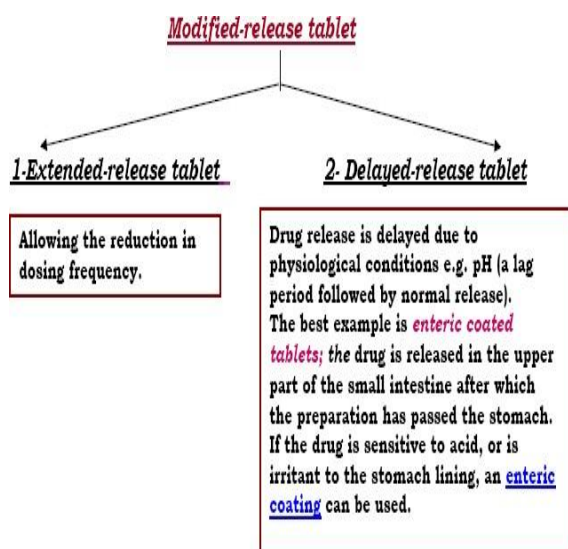 Modified-release tablet
1-Extended-release tablet
2- Delayed-release tablet
Allowing the reduction in
dosing frequency.
Drug release is delayed due to
physiological conditions e.g. pH (a lag
period followed by normal release).
The best example is enteric coated
tablets; the drug is released in the upper
part of the small intestine after which
the preparation has passed the stomach.
If the drug is sensitive to acid, or is
irritant to the stomach lining, an enteric
coating can be used.